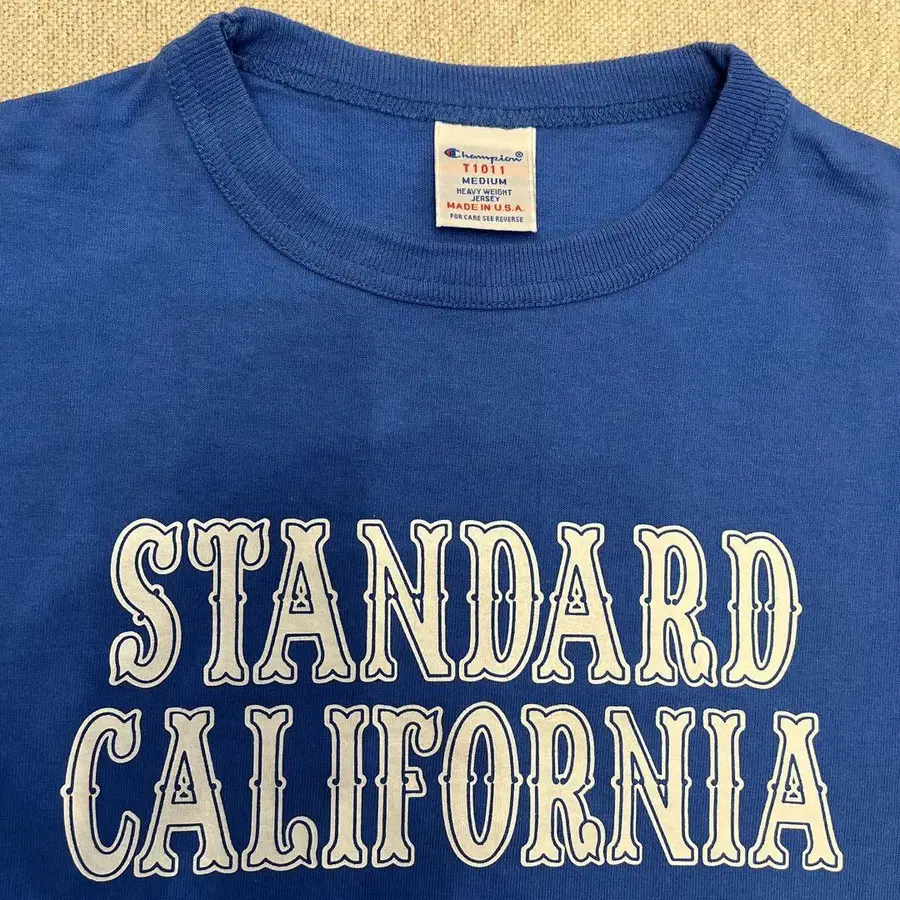 Champion®
T1011
MEDIUM
HEAVY WEIGHT
JERSEY
MADE IN U.S.A.
FOR CARE SEE REVERSE
STANDARD
CALIFORNIA